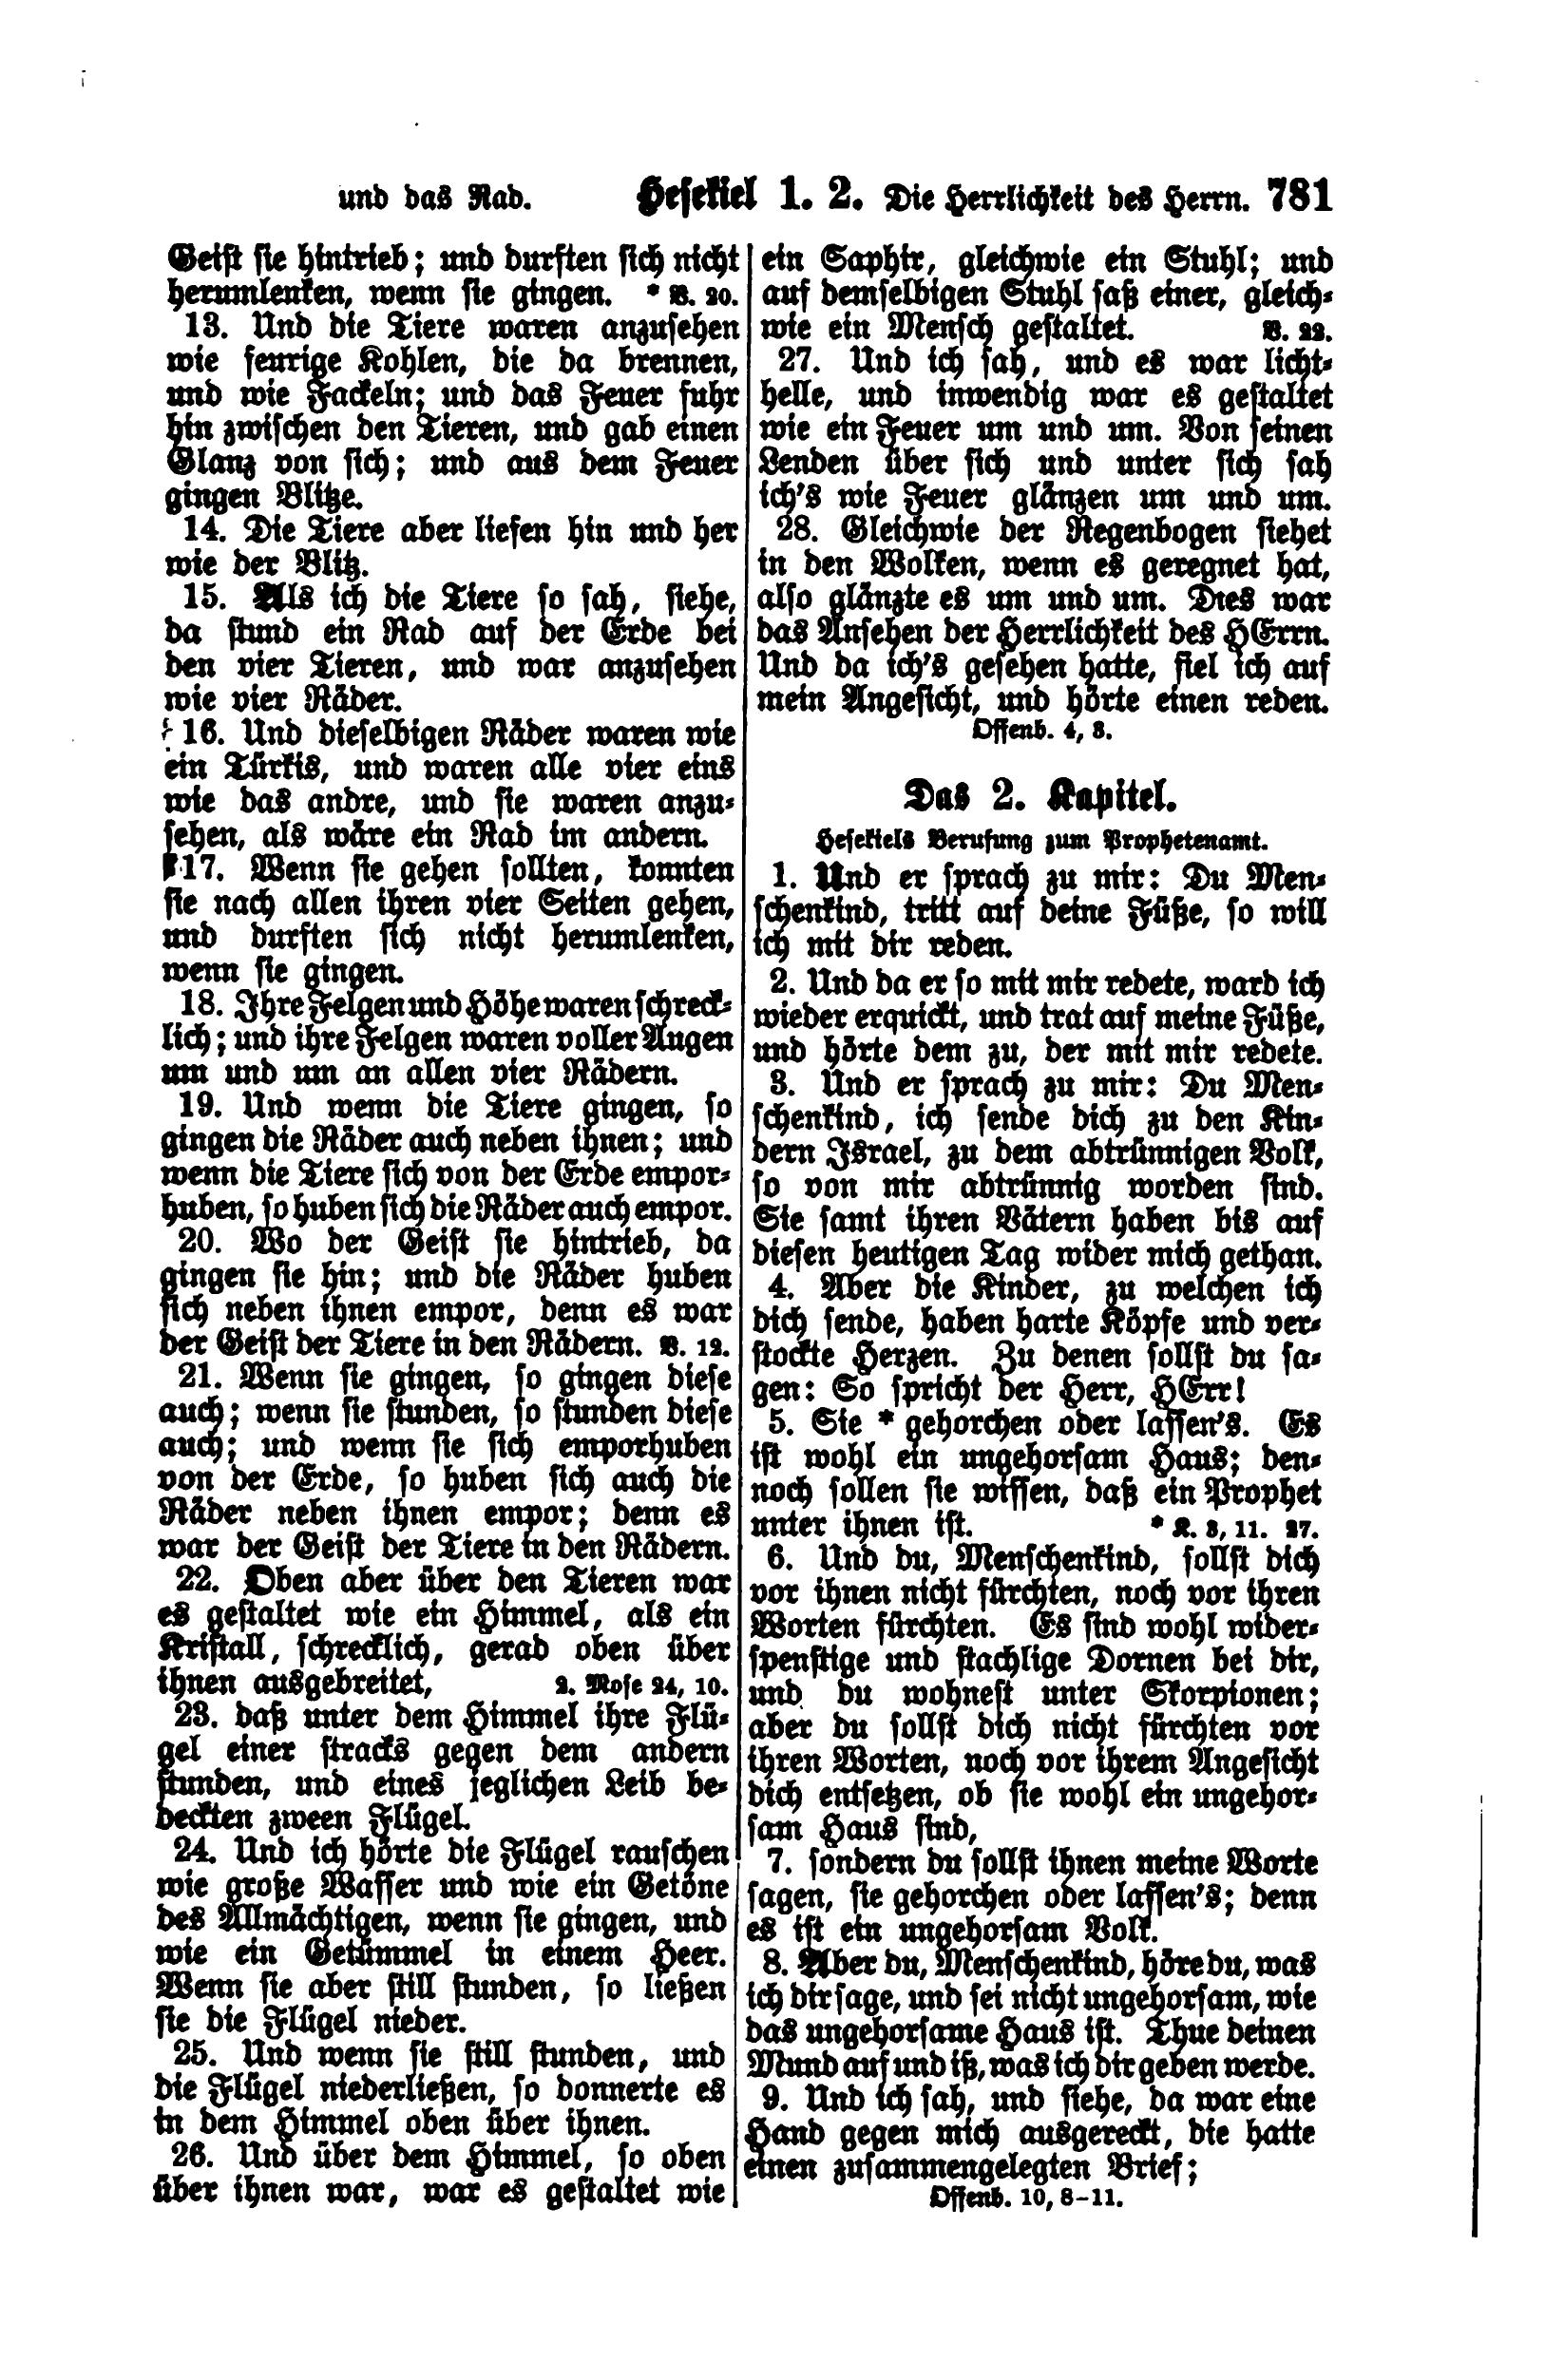 und das Rad. Hesekiel 1. 2. Die Herrlichkeit des Herrn. 781
Geist sie hintrieb; und durften sich nicht
herumlenken, wenn sie gingen. * V. 20.
13. Und die Tiere waren anzusehen
wie feurige Kohlen, die da brennen,
und wie Fackeln; und das Feuer fuhr
hin zwischen den Tieren, und gab einen
Glanz von sich; und aus dem Feuer
gingen Blitze.
14. Die Tiere aber liefen hin und her
wie der Blitz.
15. Als ich die Tiere so sah, siehe,
da stund ein Rad auf der Erde bei
den vier Tieren, und war anzusehen
wie vier Räder.
16. Und dieselbigen Räder waren wie
ein Türkis, und waren alle vier eins
wie das andre, und sie waren anzu-
sehen, als wäre ein Rad im andern.
17. Wenn sie gehen sollten, konnten
sie nach allen ihren vier Seiten gehen,
und durften sich nicht herumlenken,
wenn sie gingen.
18. Ihre Felgen und Höhe waren schreck-
lich; und ihre Felgen waren voller Augen
um und um an allen vier Rädern.
19. Und wenn die Tiere gingen, so
gingen die Räder auch neben ihnen; und
wenn die Tiere sich von der Erde empor-
huben, so huben sich die Räder auch empor.
20. Wo der Geist sie hintrieb, da
gingen sie hin; und die Räder huben
sich neben ihnen empor, denn es war
der Geist der Tiere in den Rädern. V. 12.
21. Wenn sie gingen, so gingen diese
auch; wenn sie stunden, so stunden diese
auch; und wenn sie sich emporhuben
von der Erde, so huben sich auch die
Räder neben ihnen empor; denn es
war der Geist der Tiere in den Rädern.
22. Oben aber über den Tieren war
es gestaltet wie ein Himmel, als ein
Kristall, schrecklich, gerad oben über
ihnen ausgebreitet, 2. Mose 24, 10.
23. daß unter dem Himmel ihre Flü-
gel einer stracks gegen dem andern
stunden, und eines jeglichen Leib be-
deckten zween Flügel.
24. Und ich hörte die Flügel rauschen
wie große Wasser und wie ein Getöne
des Allmächtigen, wenn sie gingen, und
wie ein Getümmel in einem Heer.
Wenn sie aber still stunden, so ließen
sie die Flügel nieder.
25. Und wenn sie still stunden, und
die Flügel niederließen, so donnerte es
in dem Himmel oben über ihnen.
26. Und über dem Himmel, so oben
über ihnen war, war es gestaltet wie
ein Saphir, gleichwie ein Stuhl; und
auf demselbigen Stuhl saß einer, gleich-
wie ein Mensch gestaltet. V. 22.
27. Und ich sah, und es war licht-
helle, und inwendig war es gestaltet
wie ein Feuer um und um. Von seinen
Lenden über sich und unter sich sah
ich's wie Feuer glänzen um und um.
28. Gleichwie der Regenbogen siehet
in den Wolken, wenn es geregnet hat,
also glänzte es um und um. Dies war
das Ansehen der Herrlichkeit des HErrn.
Und da ich's gesehen hatte, fiel ich auf
mein Angesicht, und hörte einen reden.
Offenb. 4, 3.
Das 2. Kapitel.
Hesekiels Berufung zum Prophetenamt.
1. Und er sprach zu mir: Du Men-
schenkind, tritt auf deine Füße, so will
ich mit dir reden.
2. Und da er so mit mir redete, ward ich
wieder erquickt, und trat auf meine Füße,
und hörte dem zu, der mit mir redete.
3. Und er sprach zu mir: Du Men-
schenkind, ich sende dich zu den Kin-
dern Israel, zu dem abtrünnigen Volk,
so von mir abtrünnig worden sind.
Sie samt ihren Vätern haben bis auf
diesen heutigen Tag wider mich gethan.
4. Aber die Kinder, zu welchen ich
dich sende, haben harte Köpfe und ver-
stockte Herzen. Zu denen sollst du sa-
gen: So spricht der Herr, HErr!
5. Sie * gehorchen oder lassen's. Es
ist wohl ein ungehorsam Haus; den-
noch sollen sie wissen, daß ein Prophet
unter ihnen ist. * K. 3, 11. 27.
6. Und du, Menschenkind, sollst dich
vor ihnen nicht fürchten, noch vor ihren
Worten fürchten. Es sind wohl wider-
spenstige und stachlige Dornen bei dir,
und du wohnest unter Skorpionen;
aber du sollst dich nicht fürchten vor
ihren Worten, noch vor ihrem Angesicht
dich entsetzen, ob sie wohl ein ungehor-
sam Haus sind,
7. sondern du sollst ihnen meine Worte
sagen, sie gehorchen oder lassen's; denn
es ist ein ungehorsam Volk.
8. Aber du, Menschenkind, höre du, was
ich dir sage, und sei nicht ungehorsam, wie
das ungehorsame Haus ist. Thue deinen
Mund auf und iß, was ich dir geben werde.
9. Und ich sah, und siehe, da war eine
Hand gegen mich ausgereckt, die hatte
einen zusammengelegten Brief;
Offenb. 10, 8-11.